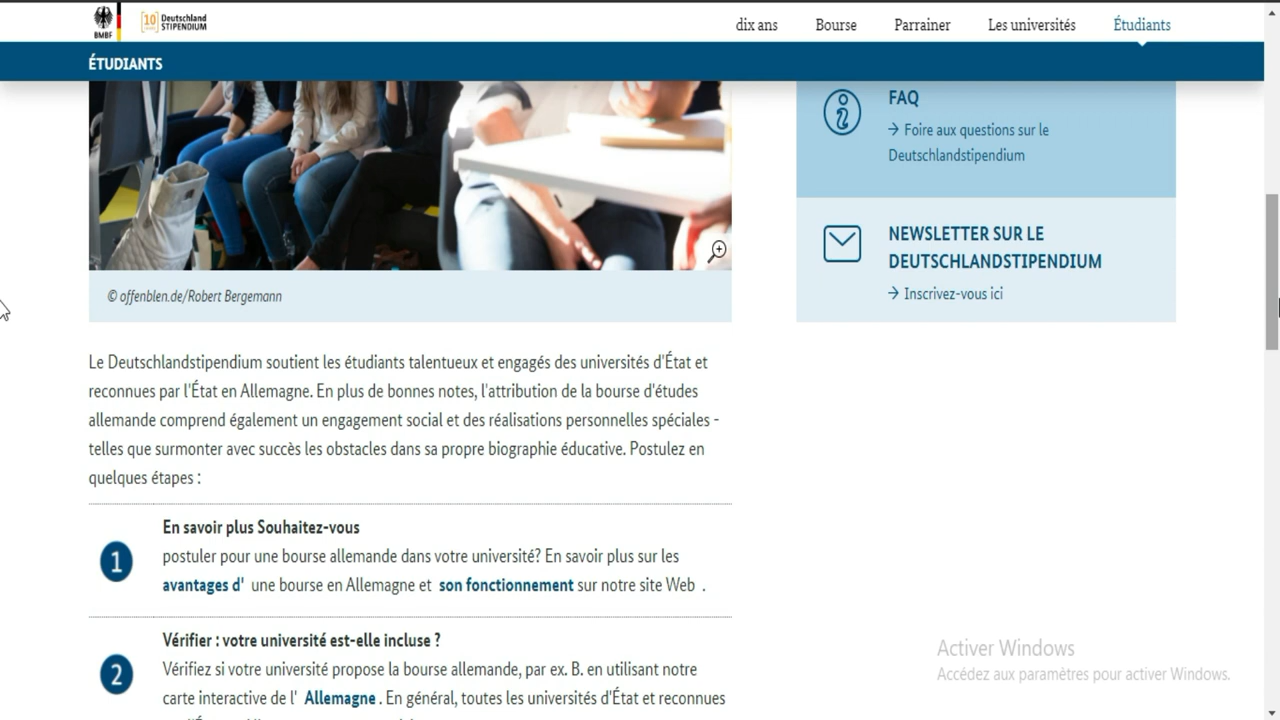 BMBF
10
Deutschland
STIPENDIUM
dix ans
Bourse
Parrainer
Les universités
Étudiants
ÉTUDIANTS
FAQ
→ Foire aux questions sur le
Deutschlandstipendium
NEWSLETTER SUR LE
DEUTSCHLANDSTIPENDIUM
→ Inscrivez-vous ici
© offenblen.de/Robert Bergemann
Le Deutschlandstipendium soutient les étudiants talentueux et engagés des universités d'État et
reconnues par l'État en Allemagne. En plus de bonnes notes, l'attribution de la bourse d'études
allemande comprend également un engagement social et des réalisations personnelles spéciales -
telles que surmonter avec succès les obstacles dans sa propre biographie éducative. Postulez en
quelques étapes :
1
En savoir plus Souhaitez-vous
postuler pour une bourse allemande dans votre université? En savoir plus sur les
avantages d' une bourse en Allemagne et son fonctionnement sur notre site Web .
2
Vérifier : votre université est-elle incluse ?
Vérifiez si votre université propose la bourse allemande, par ex. B. en utilisant notre
carte interactive de l' Allemagne . En général, toutes les universités d'État et reconnues
Activer Windows
Accédez aux paramètres pour activer Windows.